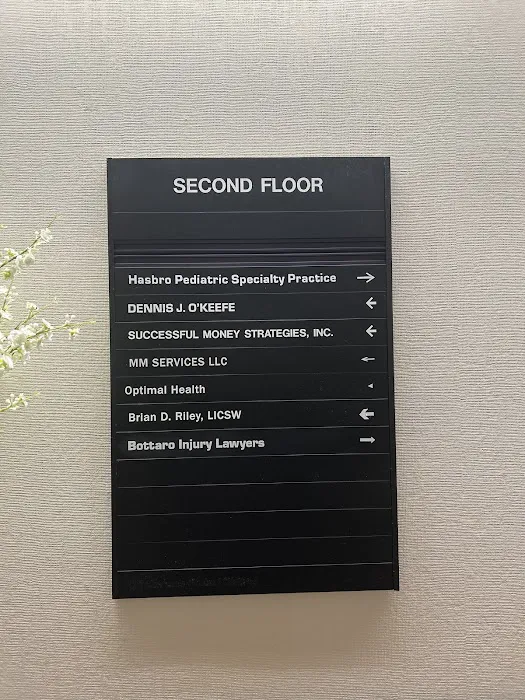 SECOND FLOOR
Hasbro Pediatric Specialty Practice →
DENNIS J. O'KEEFE ←
SUCCESSFUL MONEY STRATEGIES, INC. ←
MM SERVICES LLC ←
Optimal Health ◂
Brian D. Riley, LICSW ←
Bottaro Injury Lawyers →